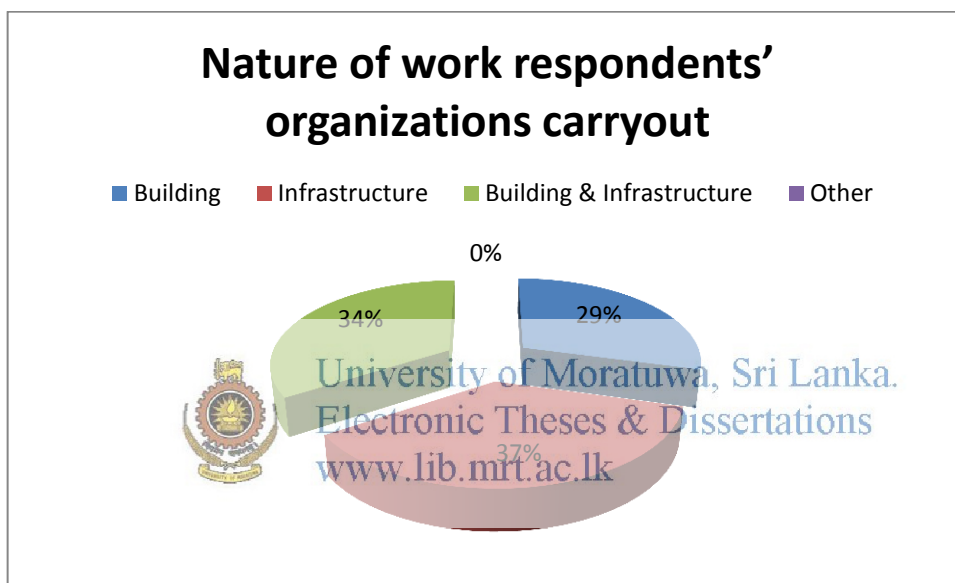 Nature of work respondents’
organizations carryout
Building Infrastructure Building & Infrastructure Other
0%
34% 29%
University of Moratuwa, Sri Lanka.
Electronic Theses & Dissertations
37%
www.lib.mrt.ac.lk